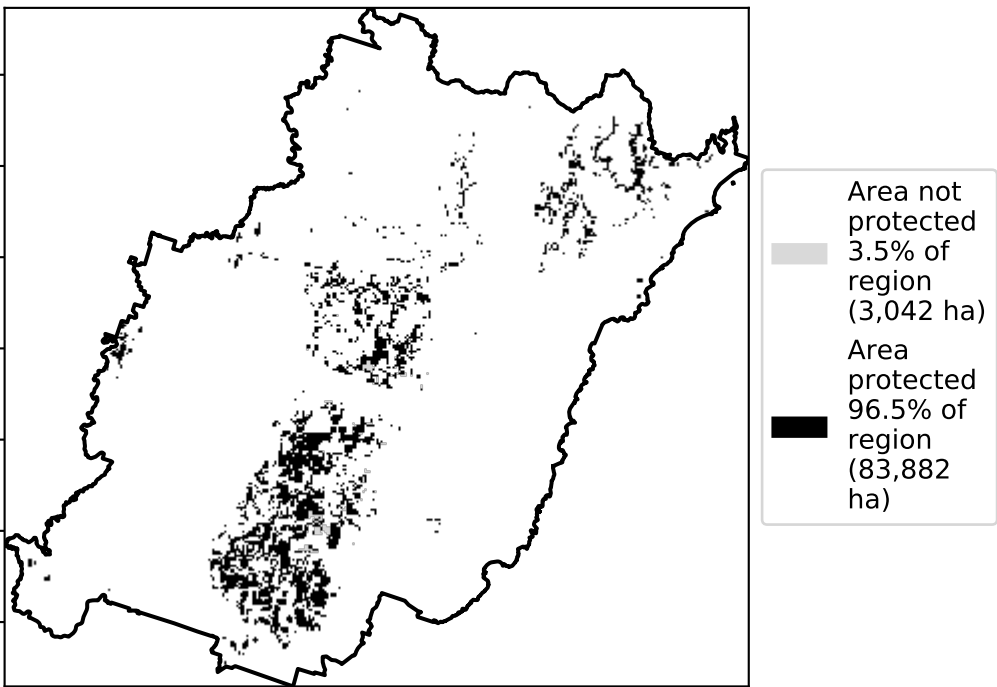 Area not
protected
3.5% of
region
(3,042 ha)
Area
protected
96.5% of
region
(83,882
ha)